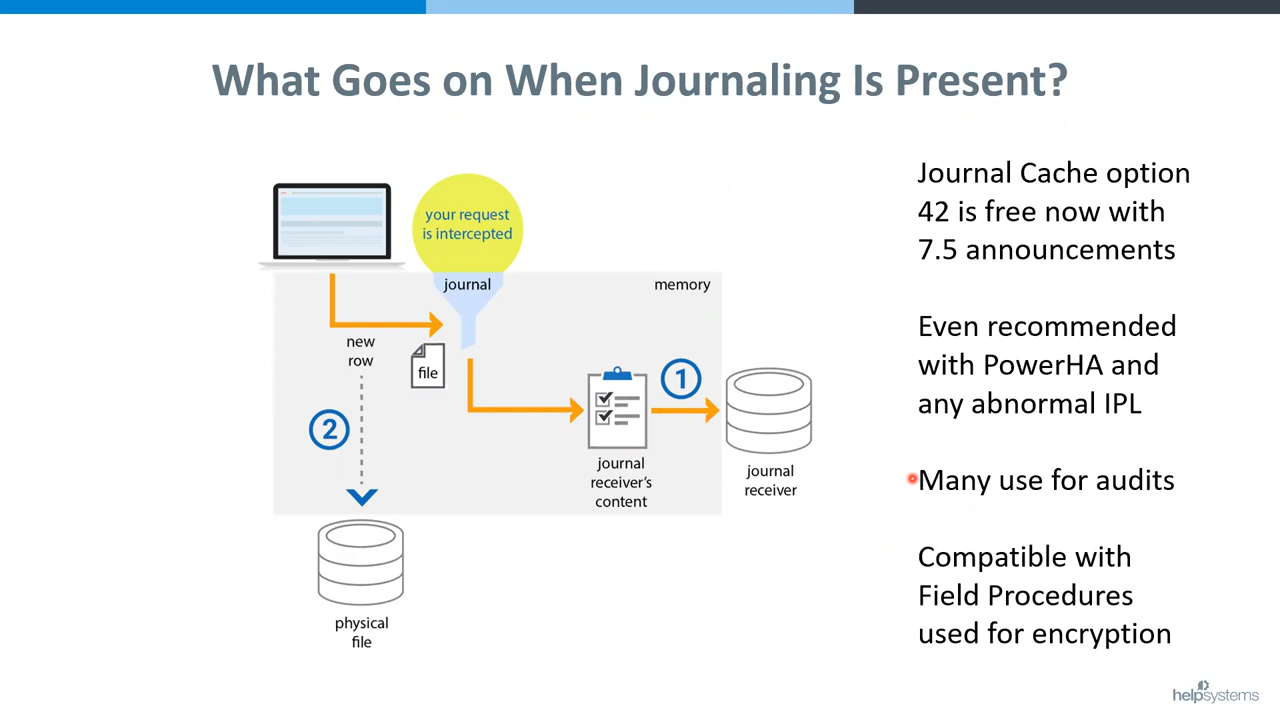 What Goes on When Journaling Is Present?
your request
is intercepted
journal
memory
new
row
file
1
2
journal
receiver's
content
journal
receiver
physical
file
Journal Cache option
42 is free now with
7.5 announcements
Even recommended
with PowerHA and
any abnormal IPL
Many use for audits
Compatible with
Field Procedures
used for encryption
helpsystems